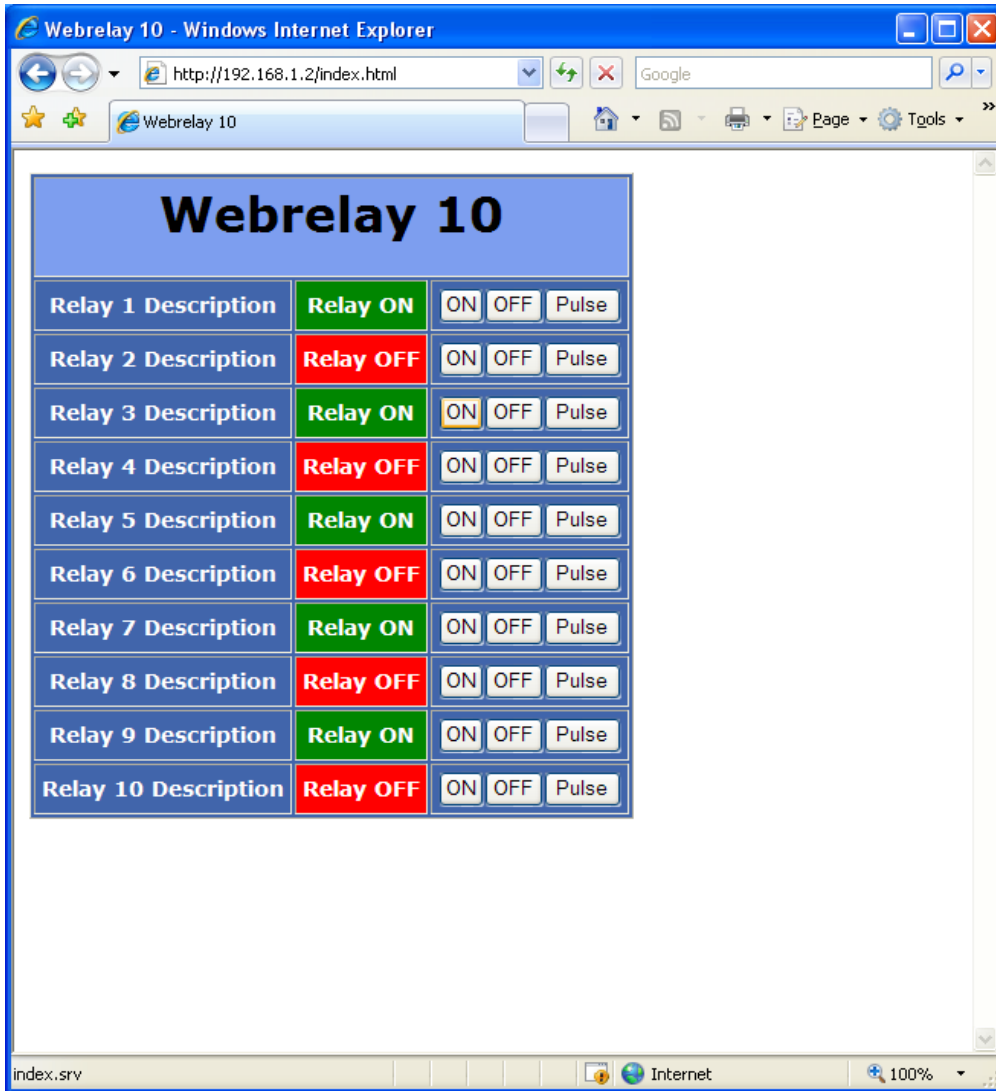 Webrelay 10 - Windows Internet Explorer
http://192.168.1.2/index.html Google
Webrelay 10 Page Tools »
Webrelay 10
Relay 1 Description Relay ON ON OFF Pulse
Relay 2 Description Relay OFF ON OFF Pulse
Relay 3 Description Relay ON ON OFF Pulse
Relay 4 Description Relay OFF ON OFF Pulse
Relay 5 Description Relay ON ON OFF Pulse
Relay 6 Description Relay OFF ON OFF Pulse
Relay 7 Description Relay ON ON OFF Pulse
Relay 8 Description Relay OFF ON OFF Pulse
Relay 9 Description Relay ON ON OFF Pulse
Relay 10 Description Relay OFF ON OFF Pulse
index.srv Internet 100%